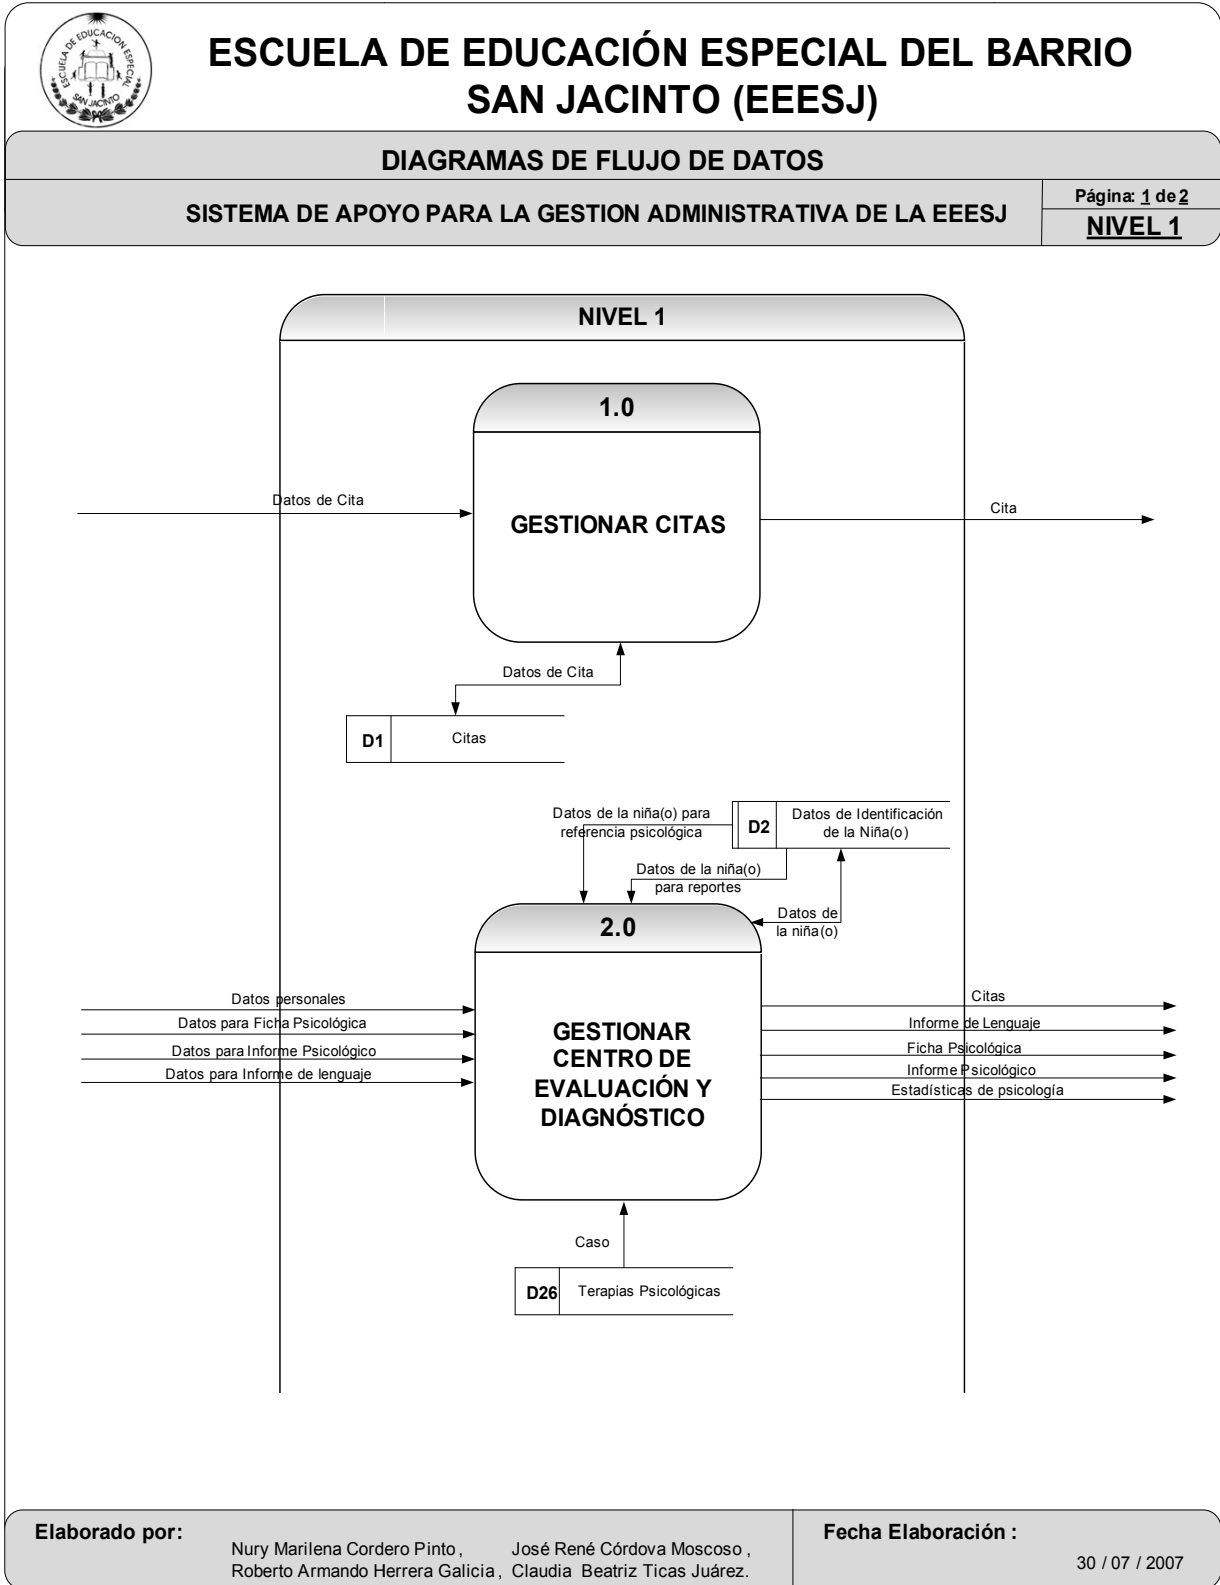 ESCUELA DE EDUCACION ESPECIAL
SAN JACINTO
ESCUELA DE EDUCACIÓN ESPECIAL DEL BARRIO
SAN JACINTO (EEESJ)
DIAGRAMAS DE FLUJO DE DATOS
SISTEMA DE APOYO PARA LA GESTION ADMINISTRATIVA DE LA EEESJ
Página: 1 de 2
NIVEL 1
NIVEL 1
1.0
Datos de Cita
GESTIONAR CITAS
Cita
Datos de Cita
D1
Citas
Datos de la niña(o) para
referencia psicológica
D2
Datos de Identificación
de la Niña(o)
Datos de la niña(o)
para reportes
Datos de
la niña(o)
2.0
Datos personales
Datos para Ficha Psicológica
Datos para Informe Psicológico
Datos para Informe de lenguaje
GESTIONAR
CENTRO DE
EVALUACIÓN Y
DIAGNÓSTICO
Citas
Informe de Lenguaje
Ficha Psicológica
Informe Psicológico
Estadísticas de psicología
Caso
D26
Terapias Psicológicas
Elaborado por:
Nury Marilena Cordero Pinto, José René Córdova Moscoso,
Roberto Armando Herrera Galicia, Claudia Beatriz Ticas Juárez.
Fecha Elaboración :
30 / 07 / 2007